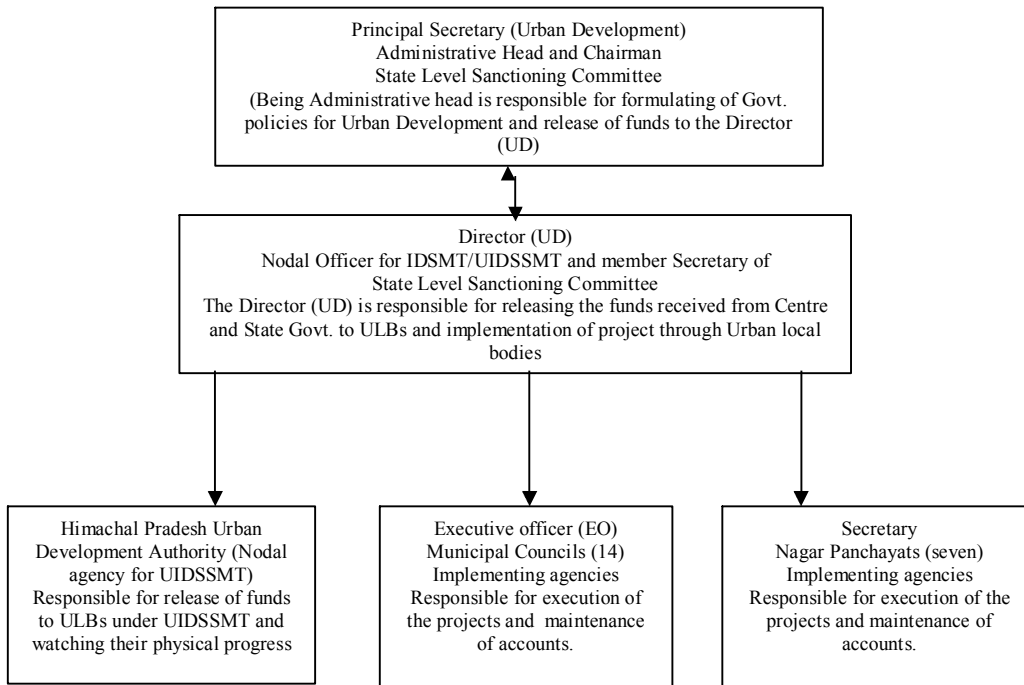 Principal Secretary (Urban Development)
Administrative Head and Chairman
State Level Sanctioning Committee
(Being Administrative head is responsible for formulating of Govt.
policies for Urban Development and release of funds to the Director
(UD)
Director (UD)
Nodal Officer for IDSMT/UIDSSMT and member Secretary of
State Level Sanctioning Committee
The Director (UD) is responsible for releasing the funds received from Centre
and State Govt. to ULBs and implementation of project through Urban local
bodies
Himachal Pradesh Urban
Development Authority (Nodal
agency for UIDSSMT)
Responsible for release of funds
to ULBs under UIDSSMT and
watching their physical progress
Executive officer (EO)
Municipal Councils (14)
Implementing agencies
Responsible for execution of
the projects and maintenance
of accounts.
Secretary
Nagar Panchayats (seven)
Implementing agencies
Responsible for execution of the
projects and maintenance of
accounts.